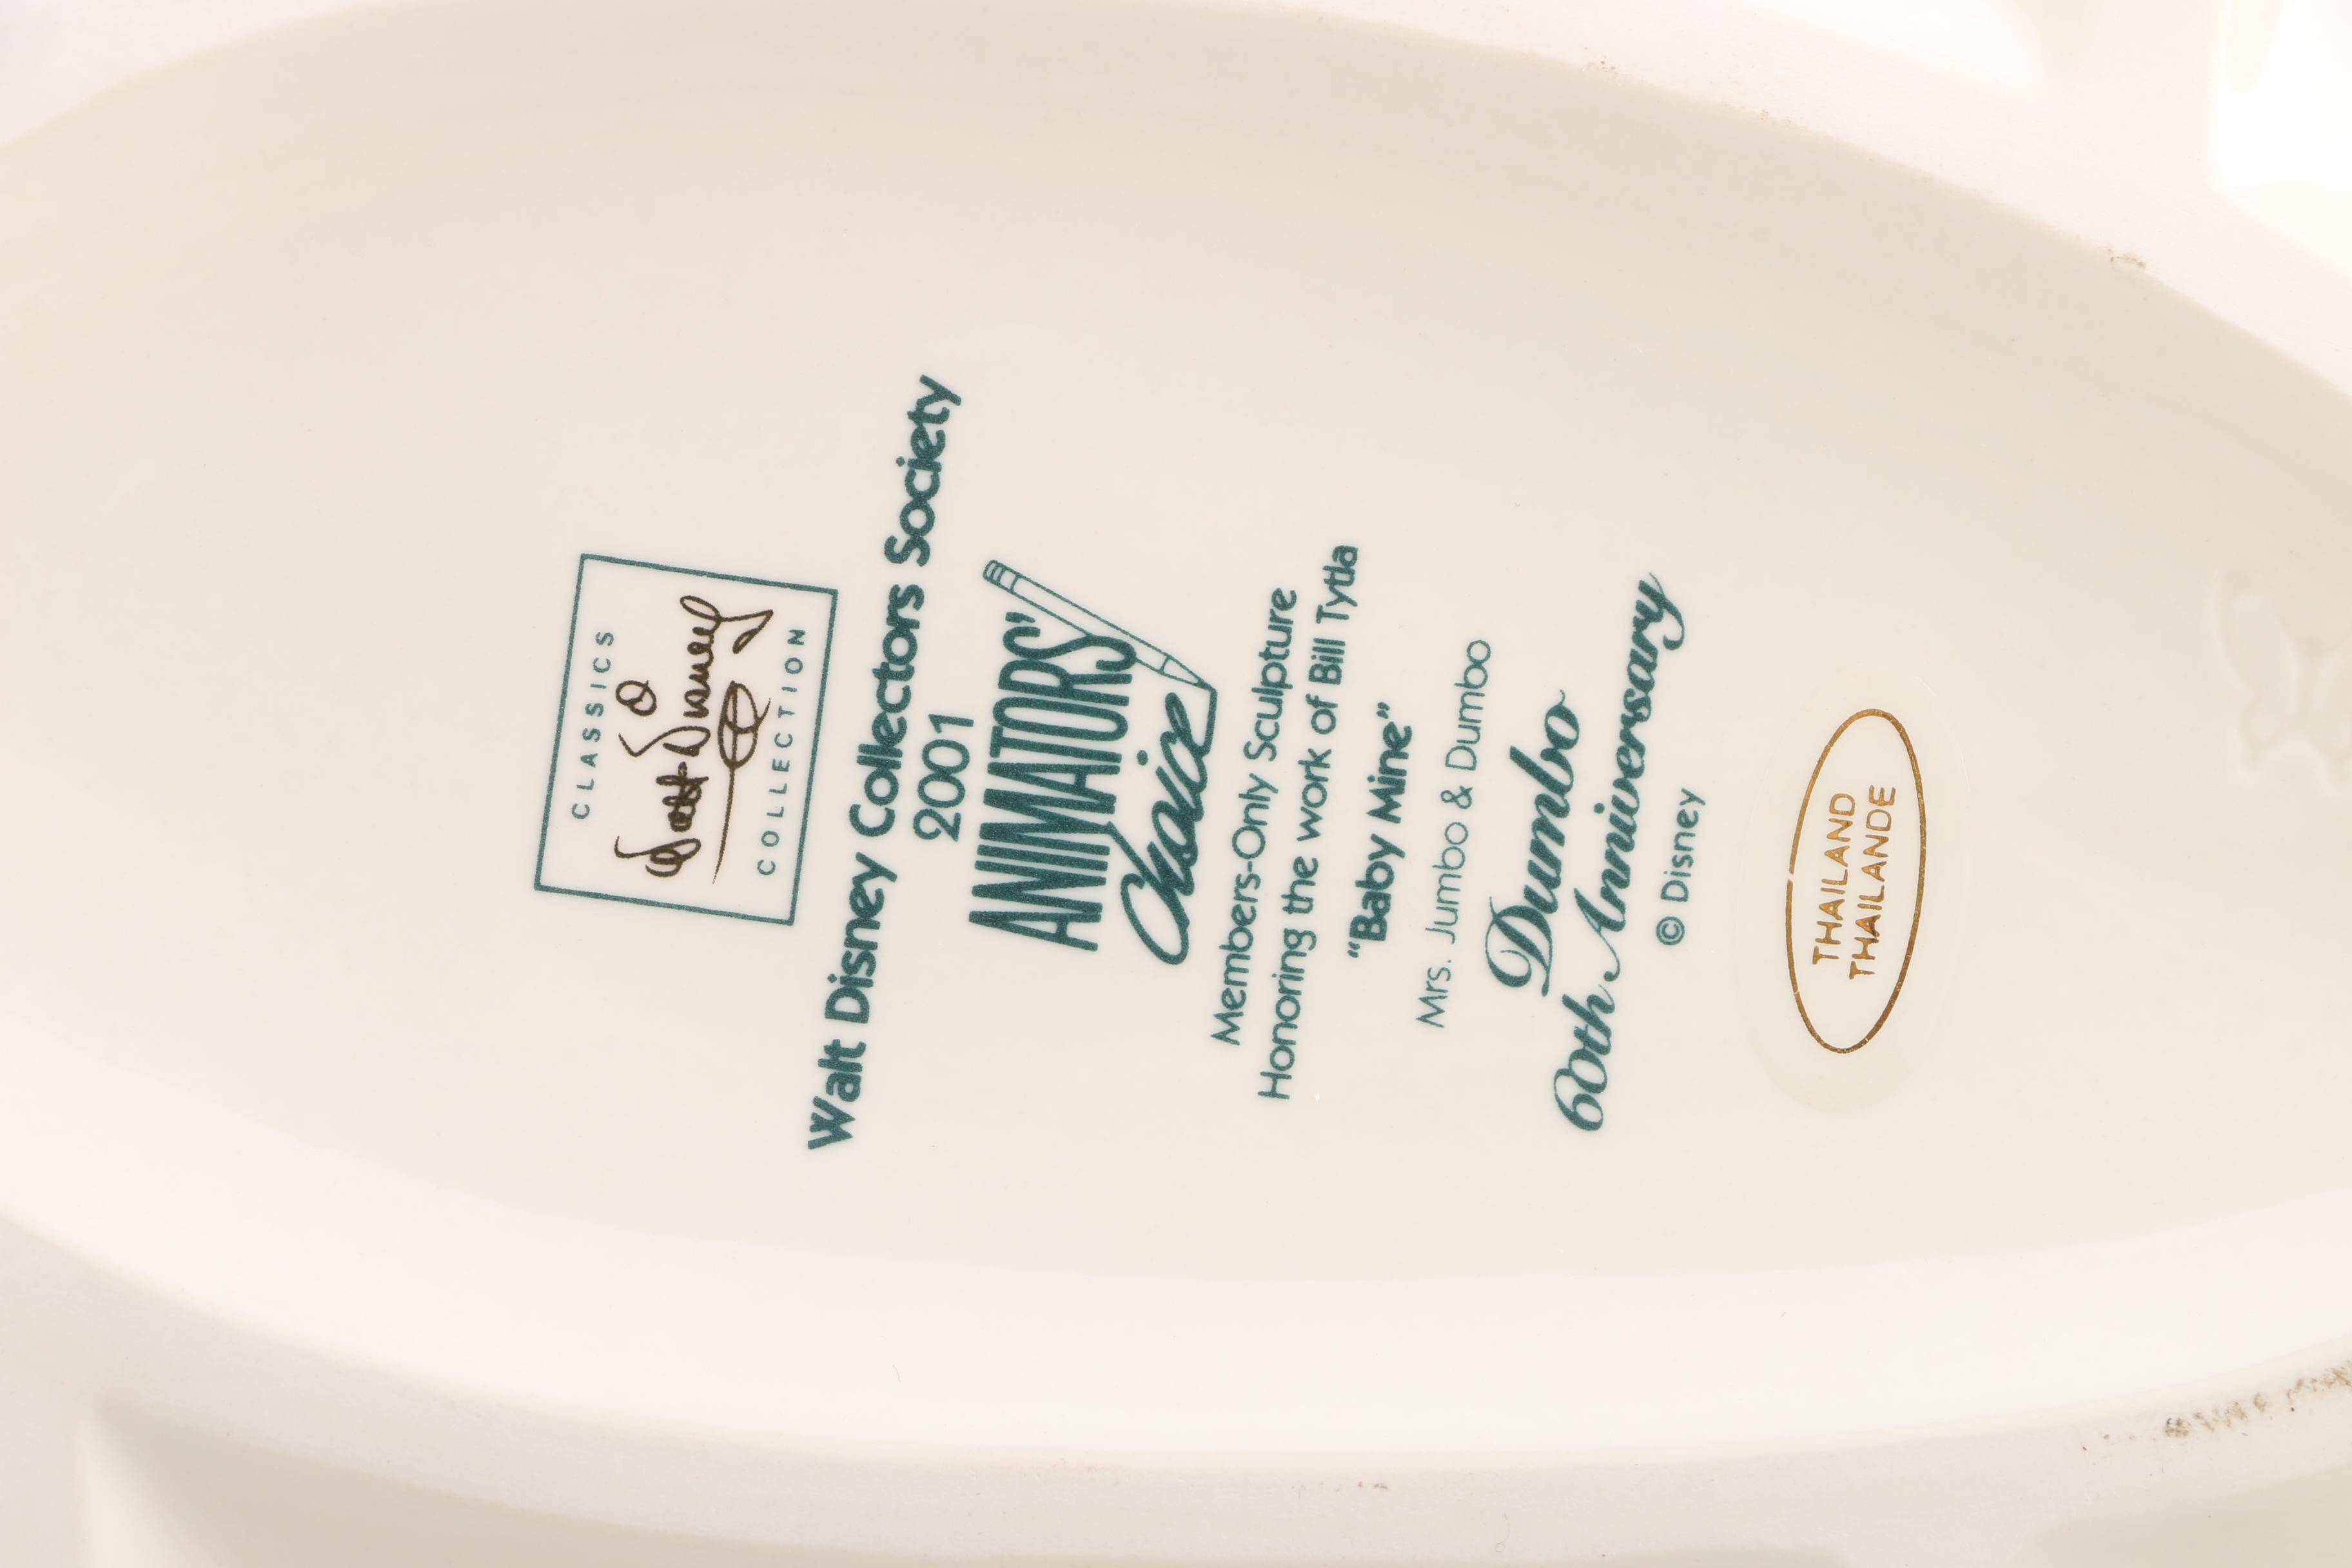 CLASSICS
Walt Disney
COLLECTION
Walt Disney Collectors Society
2001
ANIMATORS'
Choice
Members-Only Sculpture
Honoring the work of Bill Tytla
"Baby Mine"
Mrs. Jumbo & Dumbo
Dumbo
60th Anniversary
© Disney
THAILAND
THAILANDE